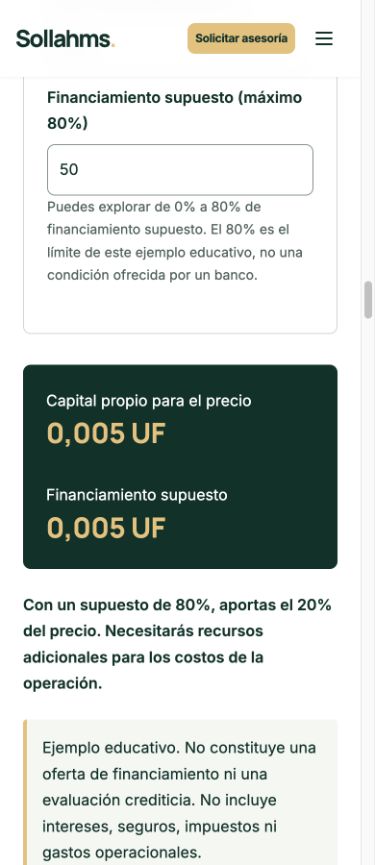 Sollahms.
Solicitar asesoría
Financiamiento supuesto (máximo
80%)
50
Puedes explorar de 0% a 80% de
financiamiento supuesto. El 80% es el
límite de este ejemplo educativo, no una
condición ofrecida por un banco.
Capital propio para el precio
0,005 UF
Financiamiento supuesto
0,005 UF
Con un supuesto de 80%, aportas el 20%
del precio. Necesitarás recursos
adicionales para los costos de la
operación.
Ejemplo educativo. No constituye una
oferta de financiamiento ni una
evaluación crediticia. No incluye
intereses, seguros, impuestos ni
gastos operacionales.